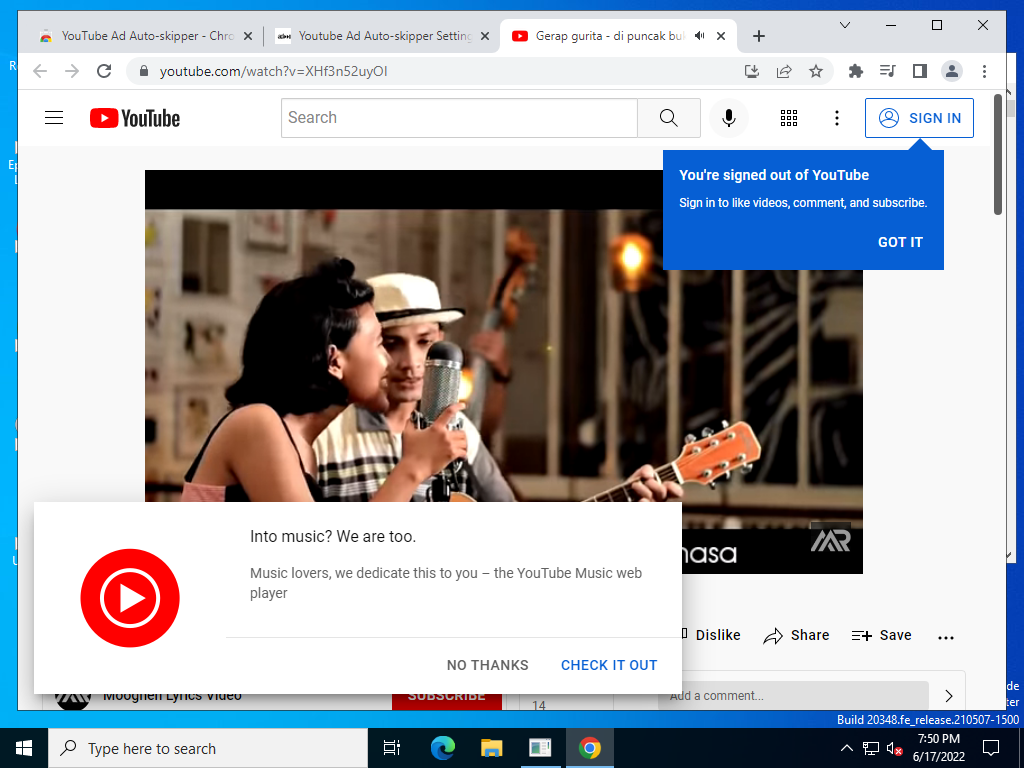 YouTube Ad Auto-skipper - Chro
Youtube Ad Auto-skipper Setting
Gerap gurita - di puncak bu
youtube.com/watch?v=XHf3n52uyOI
YouTube
Search
SIGN IN
You're signed out of YouTube
Sign in to like videos, comment, and subscribe.
GOT IT
nasa
MR
Into music? We are too.
Music lovers, we dedicate this to you – the YouTube Music web
player
NO THANKS
CHECK IT OUT
Dislike
Share
Save
Mooghen Lyrics Video
SUBSCRIBE
14
Add a comment...
Build 20348.fe_release.210507-1500
Type here to search
7:50 PM
6/17/2022